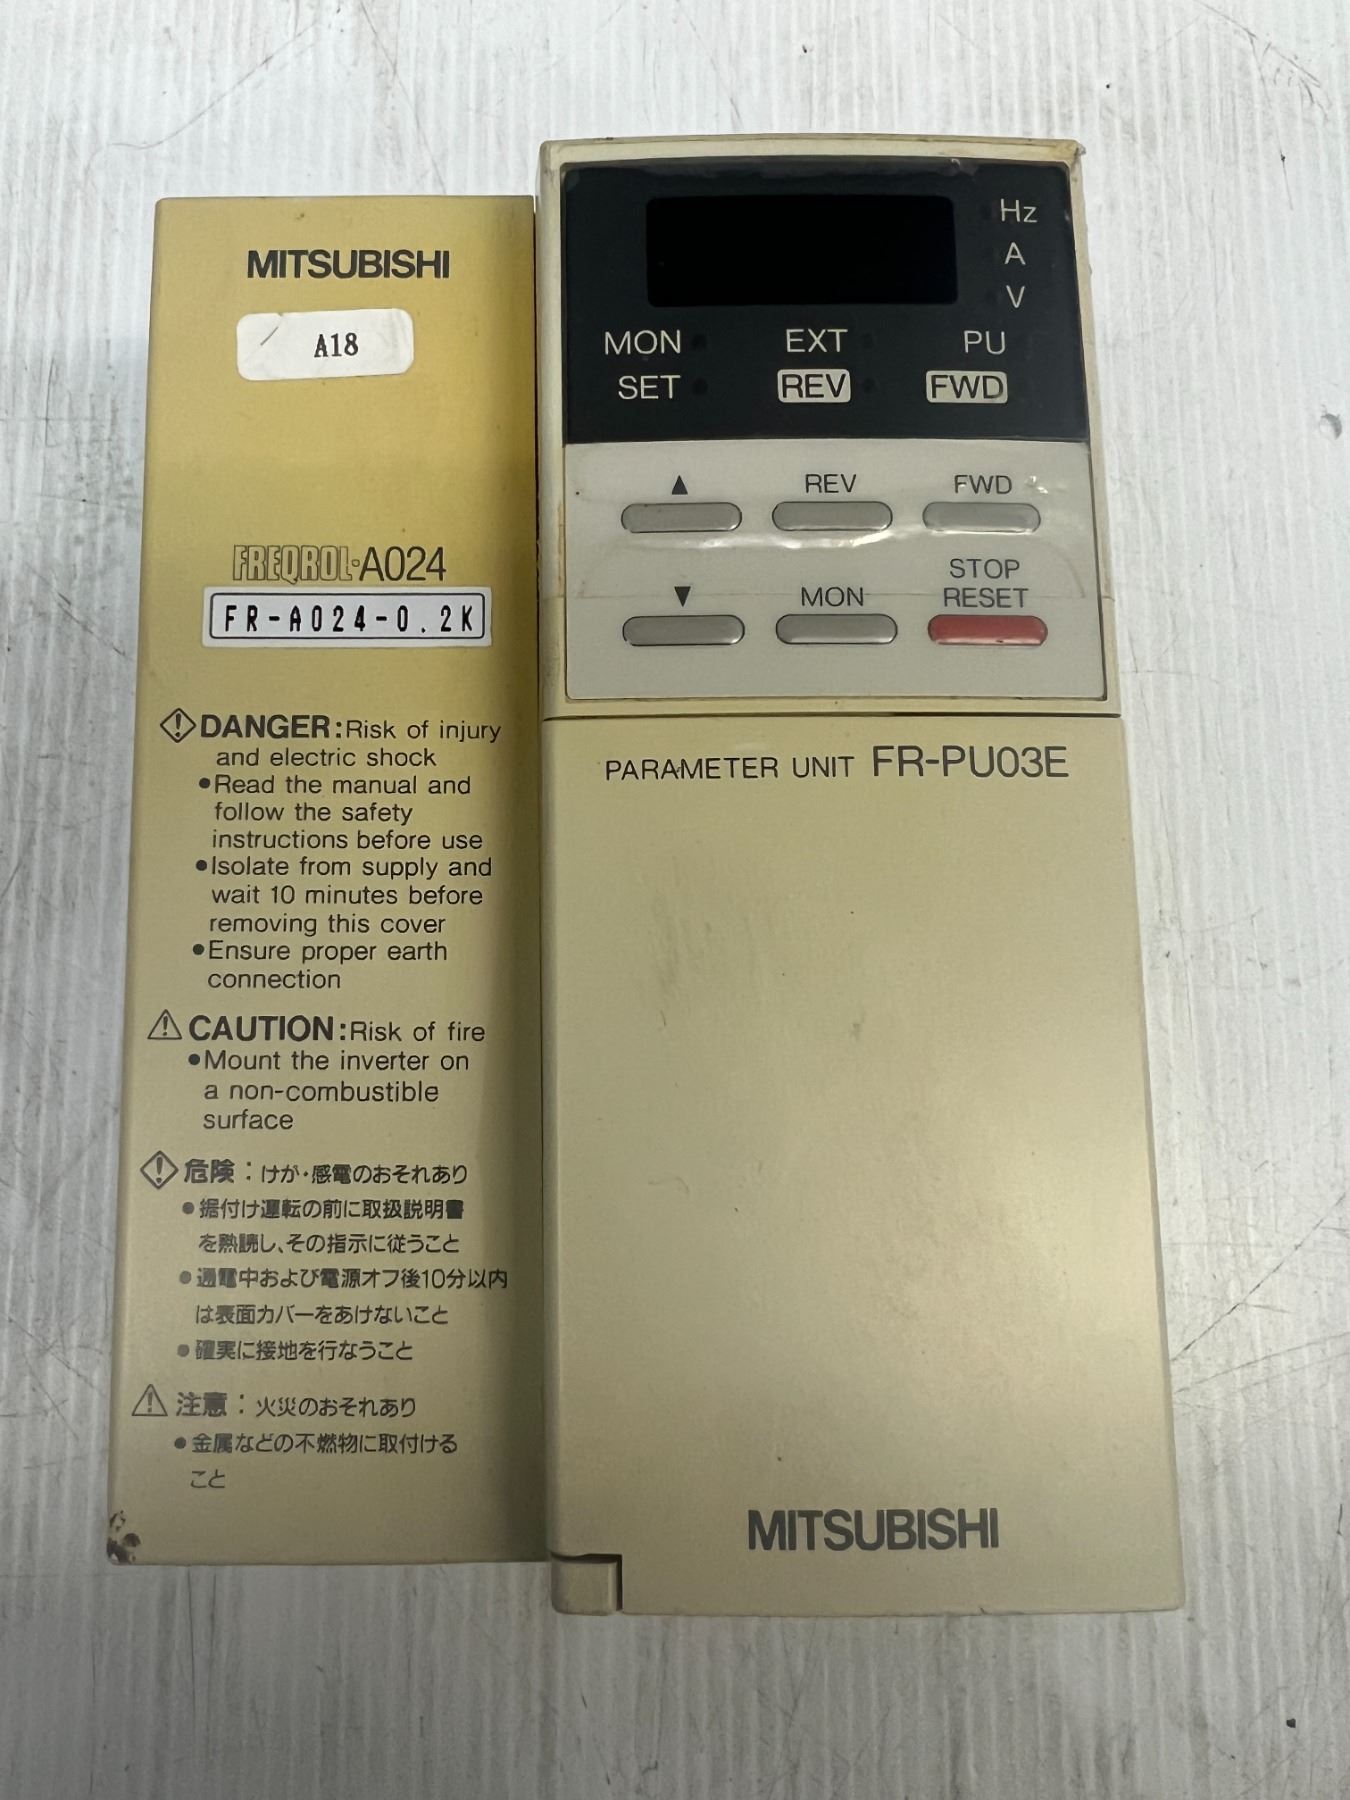 MITSUBISHI
A18
FREQROL-A024
FR-A024-0.2K
DANGER:Risk of injury
and electric shock
•Read the manual and
follow the safety
instructions before use
•Isolate from supply and
wait 10 minutes before
removing this cover
•Ensure proper earth
connection
CAUTION:Risk of fire
•Mount the inverter on
a non-combustible
surface
危険：けが・感電のおそれあり
•据付け運転の前に取扱説明書
を熟読し、その指示に従うこと
•通電中および電源オフ後10分以内
は表面カバーをあけないこと
•確実に接地を行なうこと
注意：火災のおそれあり
•金属などの不燃物に取付ける
こと
Hz
A
V
MON EXT PU
SET REV FWD
▲ REV FWD
STOP
▼ MON RESET
PARAMETER UNIT FR-PU03E
MITSUBISHI